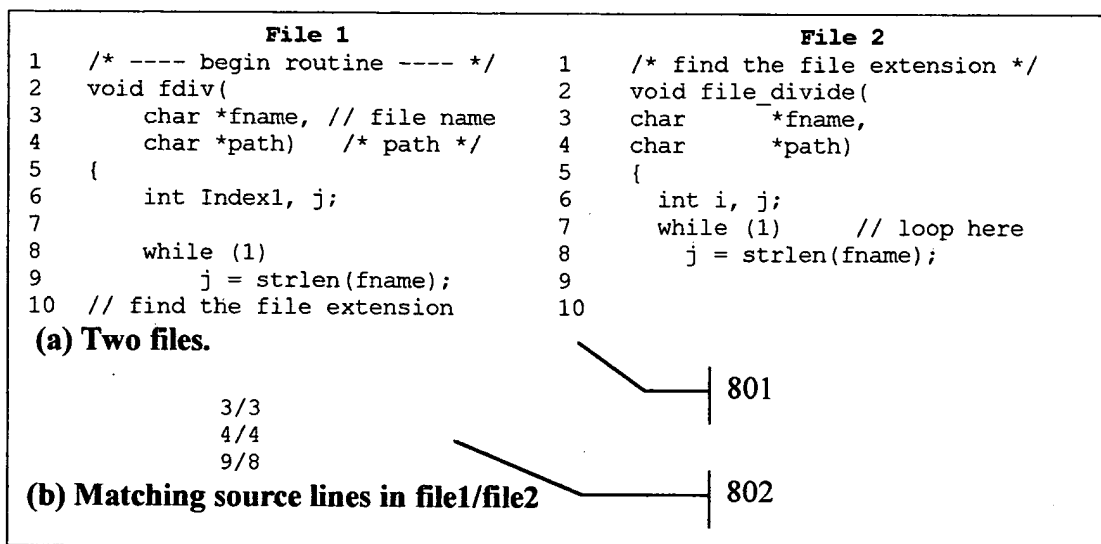 File 1
1 /* ---- begin routine ---- */
2 void fdiv(
3 char *fname, // file name
4 char *path) /* path */
5 {
6 int Index1, j;
7
8 while (1)
9 j = strlen(fname);
10 // find the file extension
File 2
1 /* find the file extension */
2 void file_divide(
3 char *fname,
4 char *path)
5 {
6 int i, j;
7 while (1) // loop here
8 j = strlen(fname);
9
10
(a) Two files.
801
3/3
4/4
9/8
802
(b) Matching source lines in file1/file2